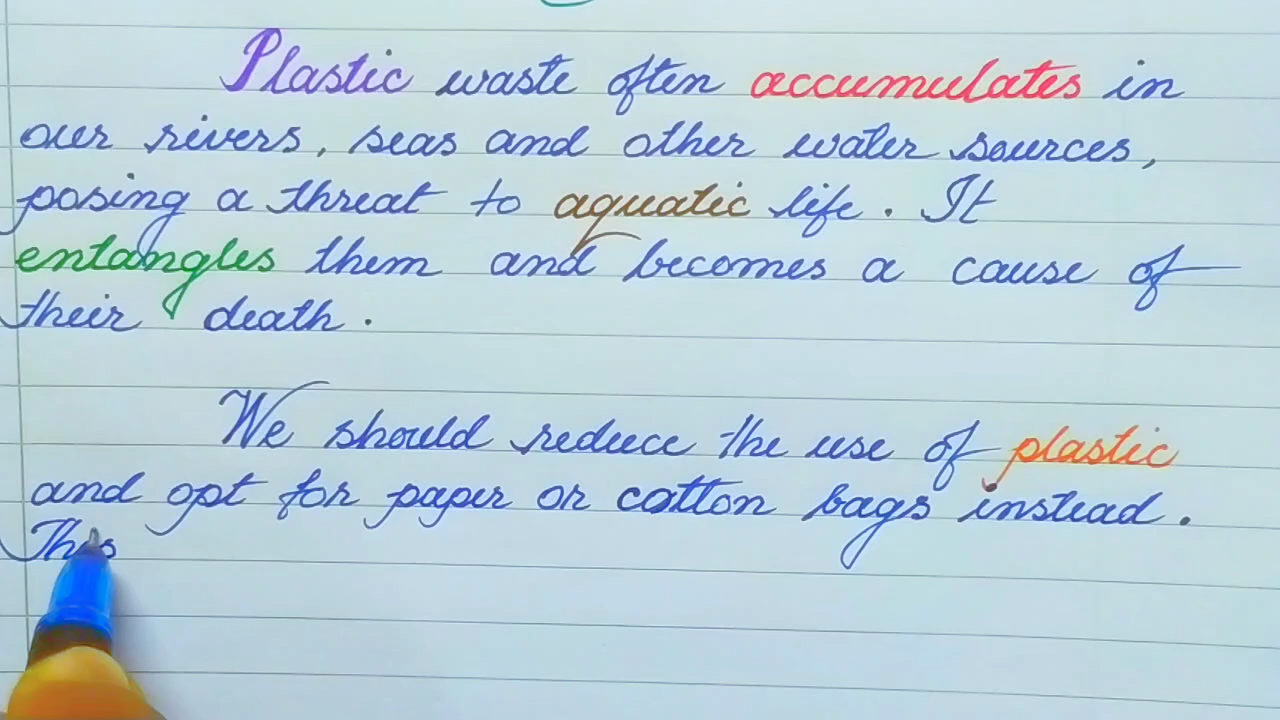 Plastic waste often accumulates in
our rivers, seas and other water sources,
posing a threat to aquatic life. It
entangles them and becomes a cause of
their death.
We should reduce the use of plastic
and opt for paper or cotton bags instead.
This